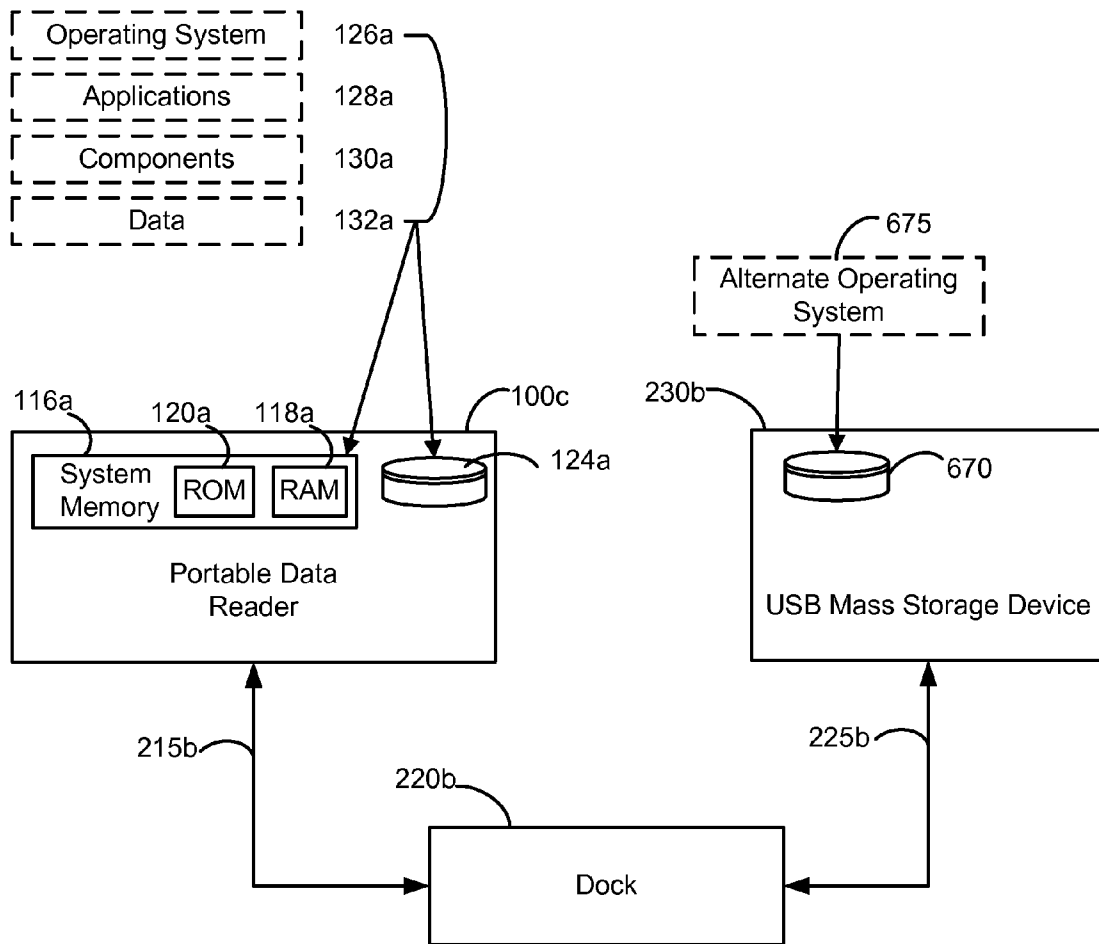 Operating System 126a
Applications 128a
Components 130a
Data 132a
675
Alternate Operating
System
116a 120a 118a 100c 230b
System
Memory
ROM
RAM
124a
670
Portable Data
Reader
USB Mass Storage Device
215b
225b
220b
Dock